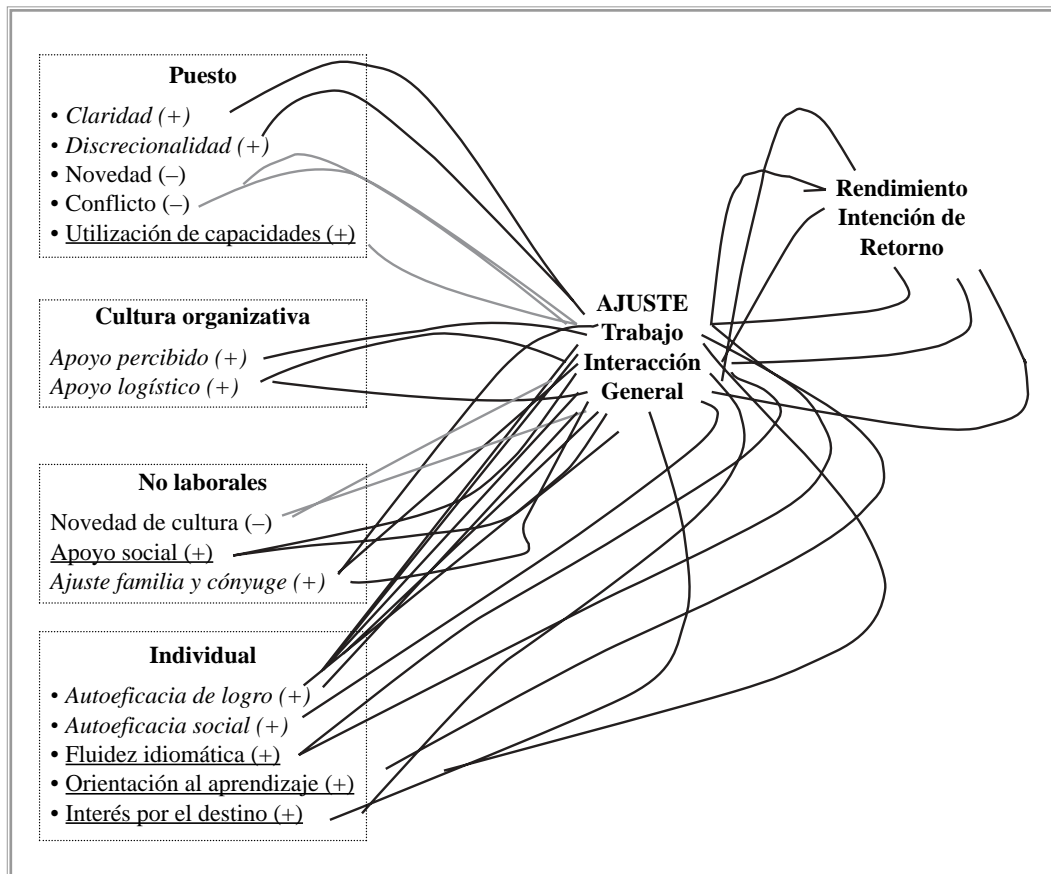 Puesto
• Claridad (+)
• Discrecionalidad (+)
• Novedad (–)
• Conflicto (–)
• Utilización de capacidades (+)
Cultura organizativa
Apoyo percibido (+)
Apoyo logístico (+)
No laborales
Novedad de cultura (–)
Apoyo social (+)
Ajuste familia y cónyuge (+)
Individual
• Autoeficacia de logro (+)
• Autoeficacia social (+)
• Fluidez idiomática (+)
• Orientación al aprendizaje (+)
• Interés por el destino (+)
AJUSTE
Trabajo
Interacción
General
Rendimiento
Intención de
Retorno